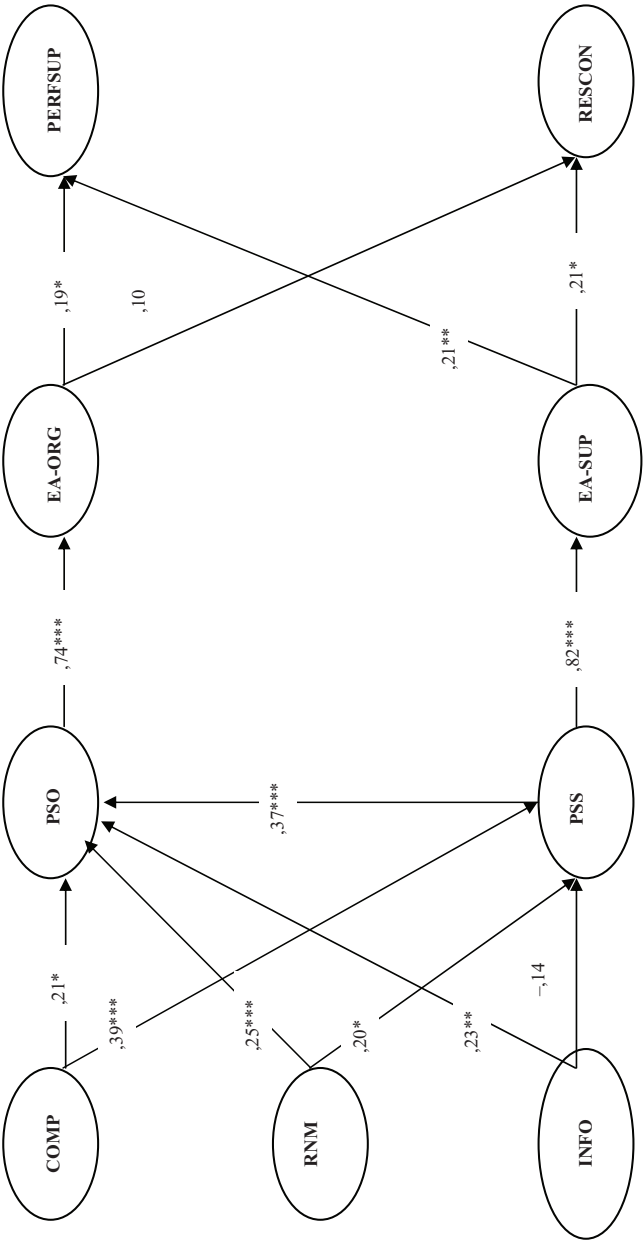 COMP
RNM
INFO
,21*
,39***
,25***
,20*
,23**
–,14
PSO
PSS
,37***
,74***
,82***
EA-ORG
EA-SUP
,19*
,10
,21**
,21*
PERFSUP
RESCON